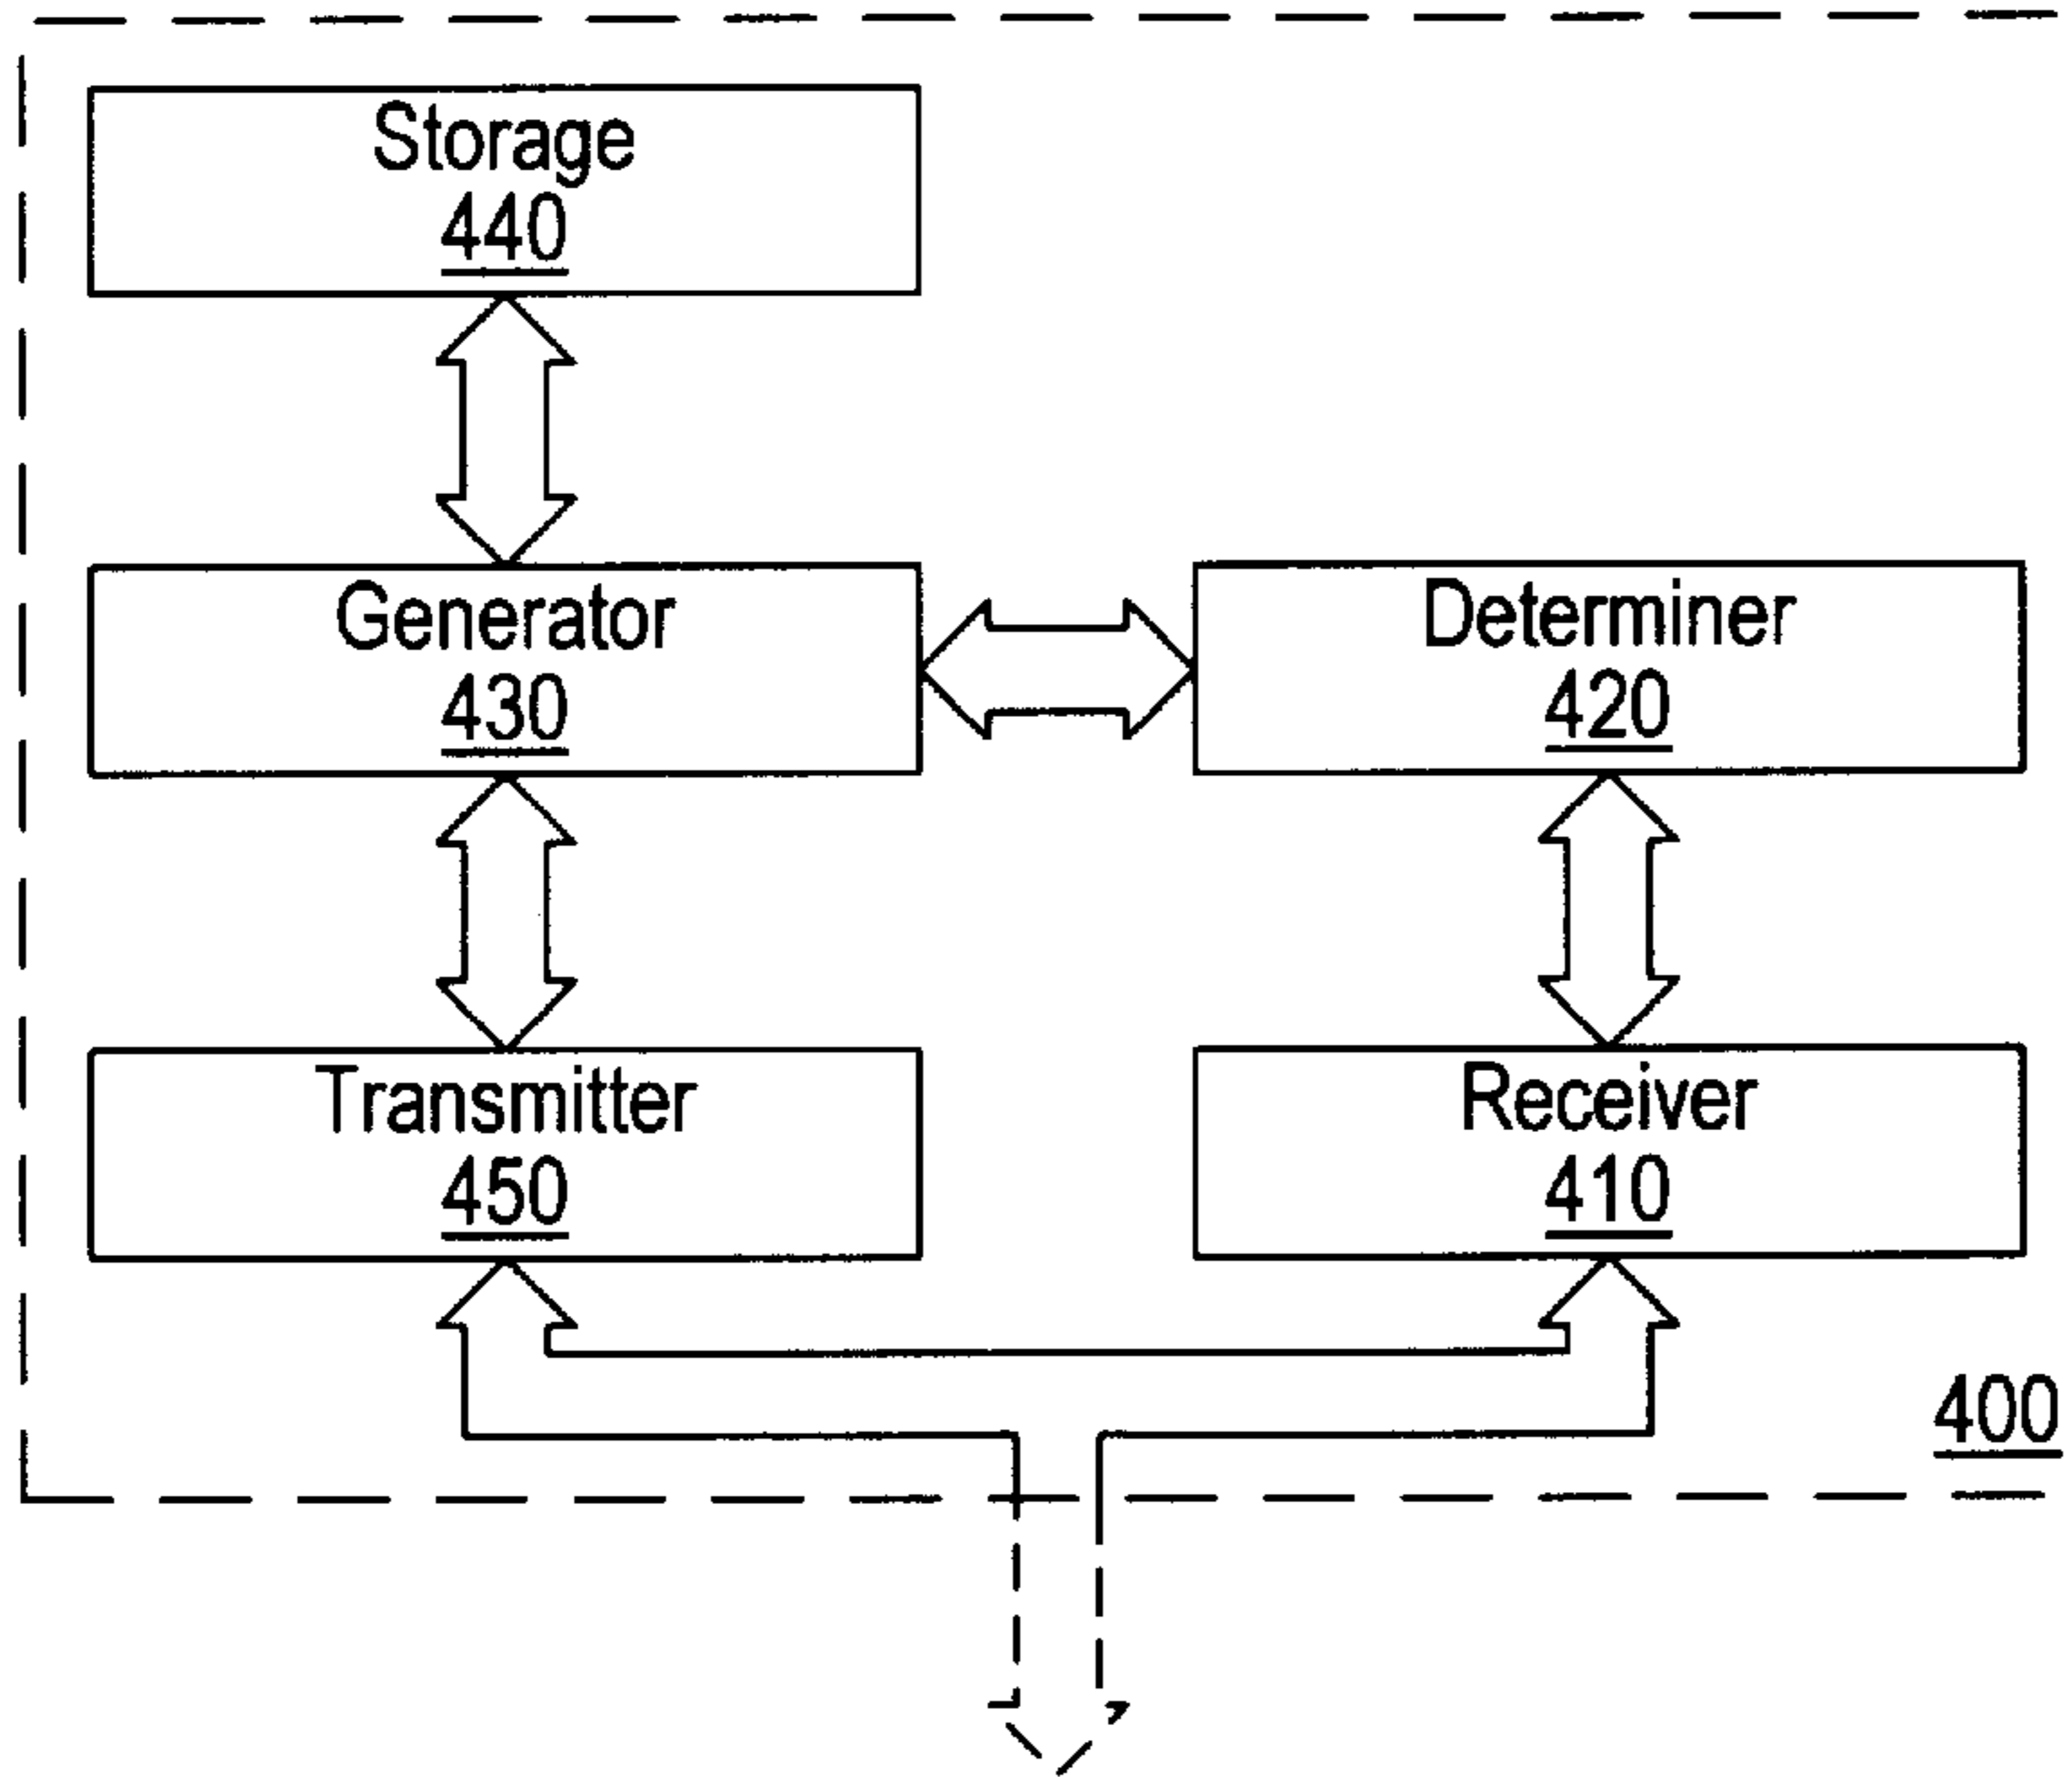 Storage
440
Generator
430
Determiner
420
Transmitter
450
Receiver
410
400